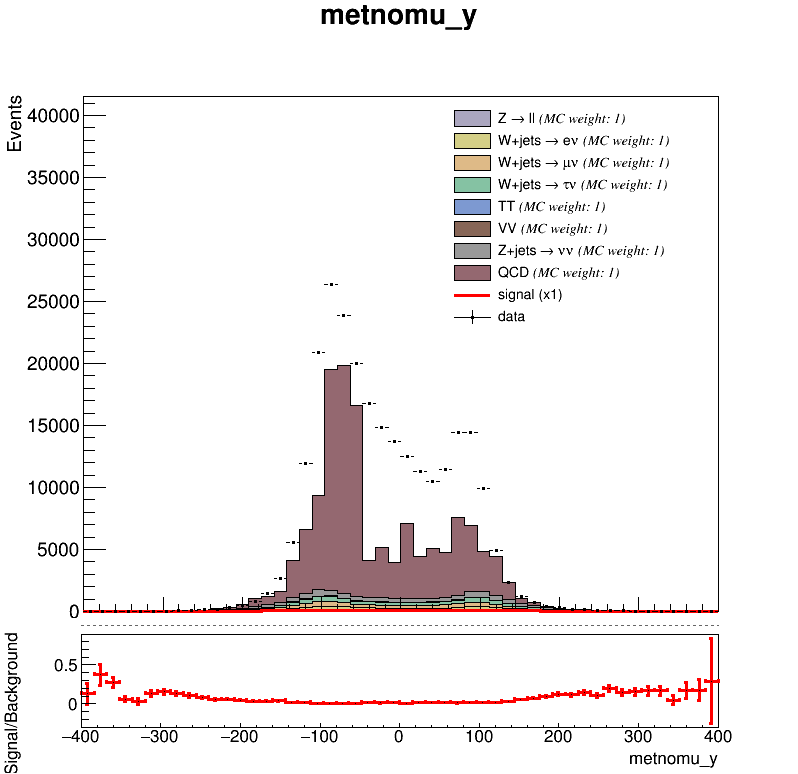 metnomu_y
Events
40000
35000
30000
25000
20000
15000
10000
5000
0
Z → ll (MC weight: 1)
W+jets → eν (MC weight: 1)
W+jets → μν (MC weight: 1)
W+jets → τν (MC weight: 1)
TT (MC weight: 1)
VV (MC weight: 1)
Z+jets → νν (MC weight: 1)
QCD (MC weight: 1)
signal (x1)
data
Signal/Background
0.5
0
−400 −300 −200 −100 0 100 200 300 400
metnomu_y